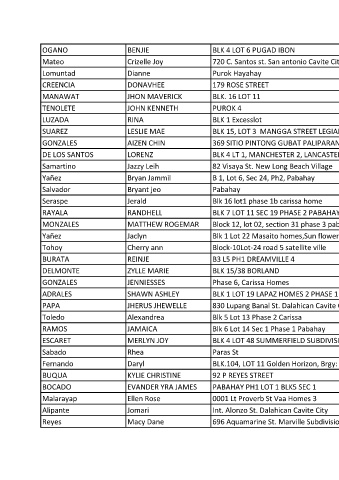 OGANO BENJIE BLK 4 LOT 6 PUGAD IBON
Mateo Crizelle Joy 720 C. Santos st. San antonio Cavite Cit
Lomuntad Dianne Purok Hayahay
CREENCIA DONAVHEE 179 ROSE STREET
MANAWAT JHON MAVERICK BLK. 16 LOT 11
TENOLETE JOHN KENNETH PUROK 4
LUZADA RINA BLK 1 Excesslot
SUAREZ LESLIE MAE BLK 15, LOT 3 MANGGA STREET LEGIAI
GONZALES AIZEN CHIN 369 SITIO PINTONG GUBAT PALIPARAN
DE LOS SANTOS LORENZ BLK 4 LT 1, MANCHESTER 2, LANCASTER
Samartino Jazzy Leih 82 Visaya St. New Long Beach Village
Yañez Bryan Jammil B 1, Lot 6, Sec 24, Ph2, Pabahay
Salvador Bryant jeo Pabahay
Seraspe Jerald Blk 16 lot1 phase 1b carissa home
RAYALA RANDHELL BLK 7 LOT 11 SEC 19 PHASE 2 PABAHAY
MONZALES MATTHEW ROGEMAR Block 12, lot 02, section 31 phase 3 pab
Yañez Jaclyn Blk 1 Lot 22 Masaito homes,Sun flower
Tohoy Cherry ann Block-10Lot-24 road 5 satellite ville
BURATA REINJE B3 L5 PH1 DREAMVILLE 4
DELMONTE ZYLLE MARIE BLK 15/38 BORLAND
GONZALES JENNIESSES Phase 6, Carissa Homes
ADRALES SHAWN ASHLEY BLK 1 LOT 19 LAPAZ HOMES 2 PHASE 1
PAPA JHERUS JHEWELLE 830 Lupang Banal St. Dalahican Cavite
Toledo Alexandrea Blk 5 Lot 13 Phase 2 Carissa
RAMOS JAMAICA Blk 6 Lot 14 Sec 1 Phase 1 Pabahay
ESCARET MERLYN JOY BLK 4 LOT 48 SUMMERFIELD SUBDIVISI
Sabado Rhea Paras St
Fernando Daryl BLK.104, LOT 11 Golden Horizon, Brgy:
BUQUA KYLIE CHRISTINE 92 P REYES STREET
BOCADO EVANDER YRA JAMES PABAHAY PH1 LOT 1 BLK5 SEC 1
Malarayap Ellen Rose 0001 Lt Proverb St Vaa Homes 3
Alipante Jomari Int. Alonzo St. Dalahican Cavite City
Reyes Macy Dane 696 Aquamarine St. Marville Subdivisio